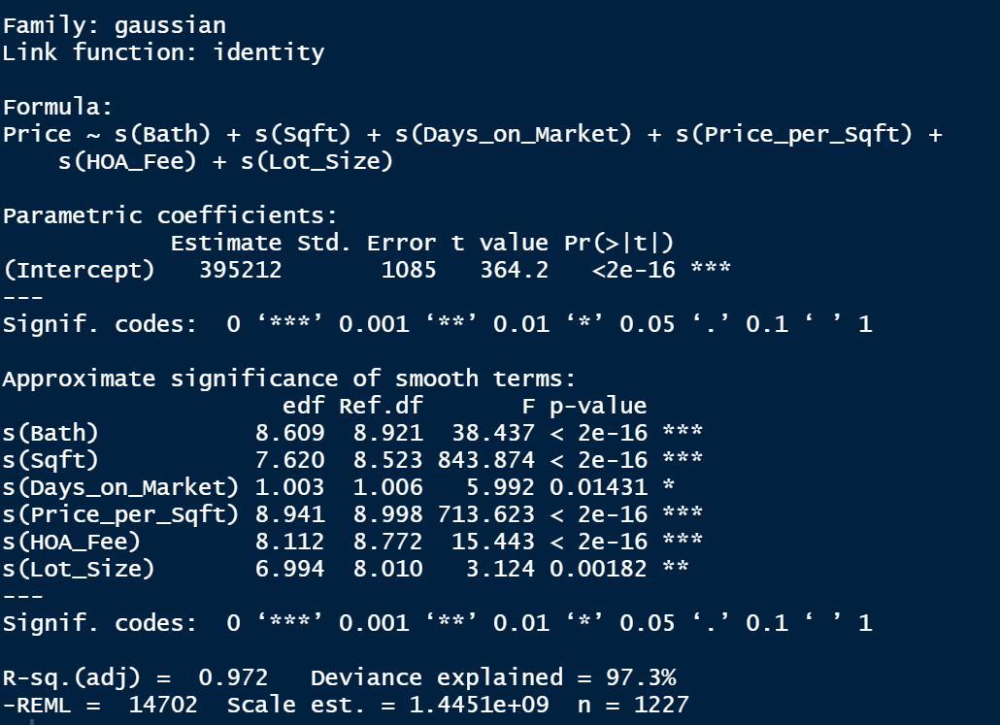 Family: gaussian
Link function: identity
Formula:
Price ~ s(Bath) + s(Sqft) + s(Days_on_Market) + s(Price_per_Sqft) +
    s(HOA_Fee) + s(Lot_Size)
Parametric coefficients:
            Estimate Std. Error t value Pr(>|t|)
(Intercept)   395212       1085   364.2   <2e-16 ***
---
Signif. codes:  0 ‘***’ 0.001 ‘**’ 0.01 ‘*’ 0.05 ‘.’ 0.1 ‘ ’ 1
Approximate significance of smooth terms:
                    edf Ref.df       F p-value
s(Bath)           8.609  8.921  38.437 < 2e-16 ***
s(Sqft)           7.620  8.523 843.874 < 2e-16 ***
s(Days_on_Market) 1.003  1.006   5.992 0.01431 *
s(Price_per_Sqft) 8.941  8.998 713.623 < 2e-16 ***
s(HOA_Fee)        8.112  8.772  15.443 < 2e-16 ***
s(Lot_Size)       6.994  8.010   3.124 0.00182 **
---
Signif. codes:  0 ‘***’ 0.001 ‘**’ 0.01 ‘*’ 0.05 ‘.’ 0.1 ‘ ’ 1
R-sq.(adj) =  0.972   Deviance explained = 97.3%
-REML =  14702  Scale est. = 1.4451e+09  n = 1227